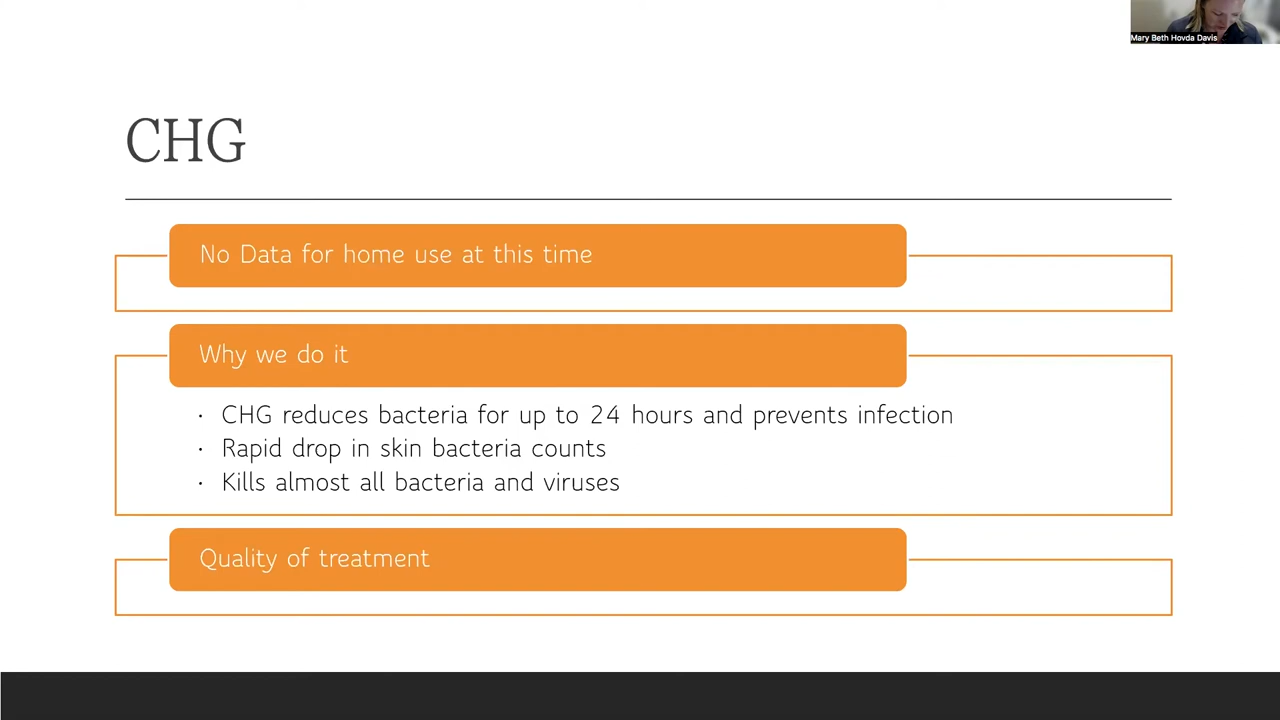 Mary Beth Hovda Davis
CHG
No Data for home use at this time
Why we do it
· CHG reduces bacteria for up to 24 hours and prevents infection
· Rapid drop in skin bacteria counts
· Kills almost all bacteria and viruses
Quality of treatment